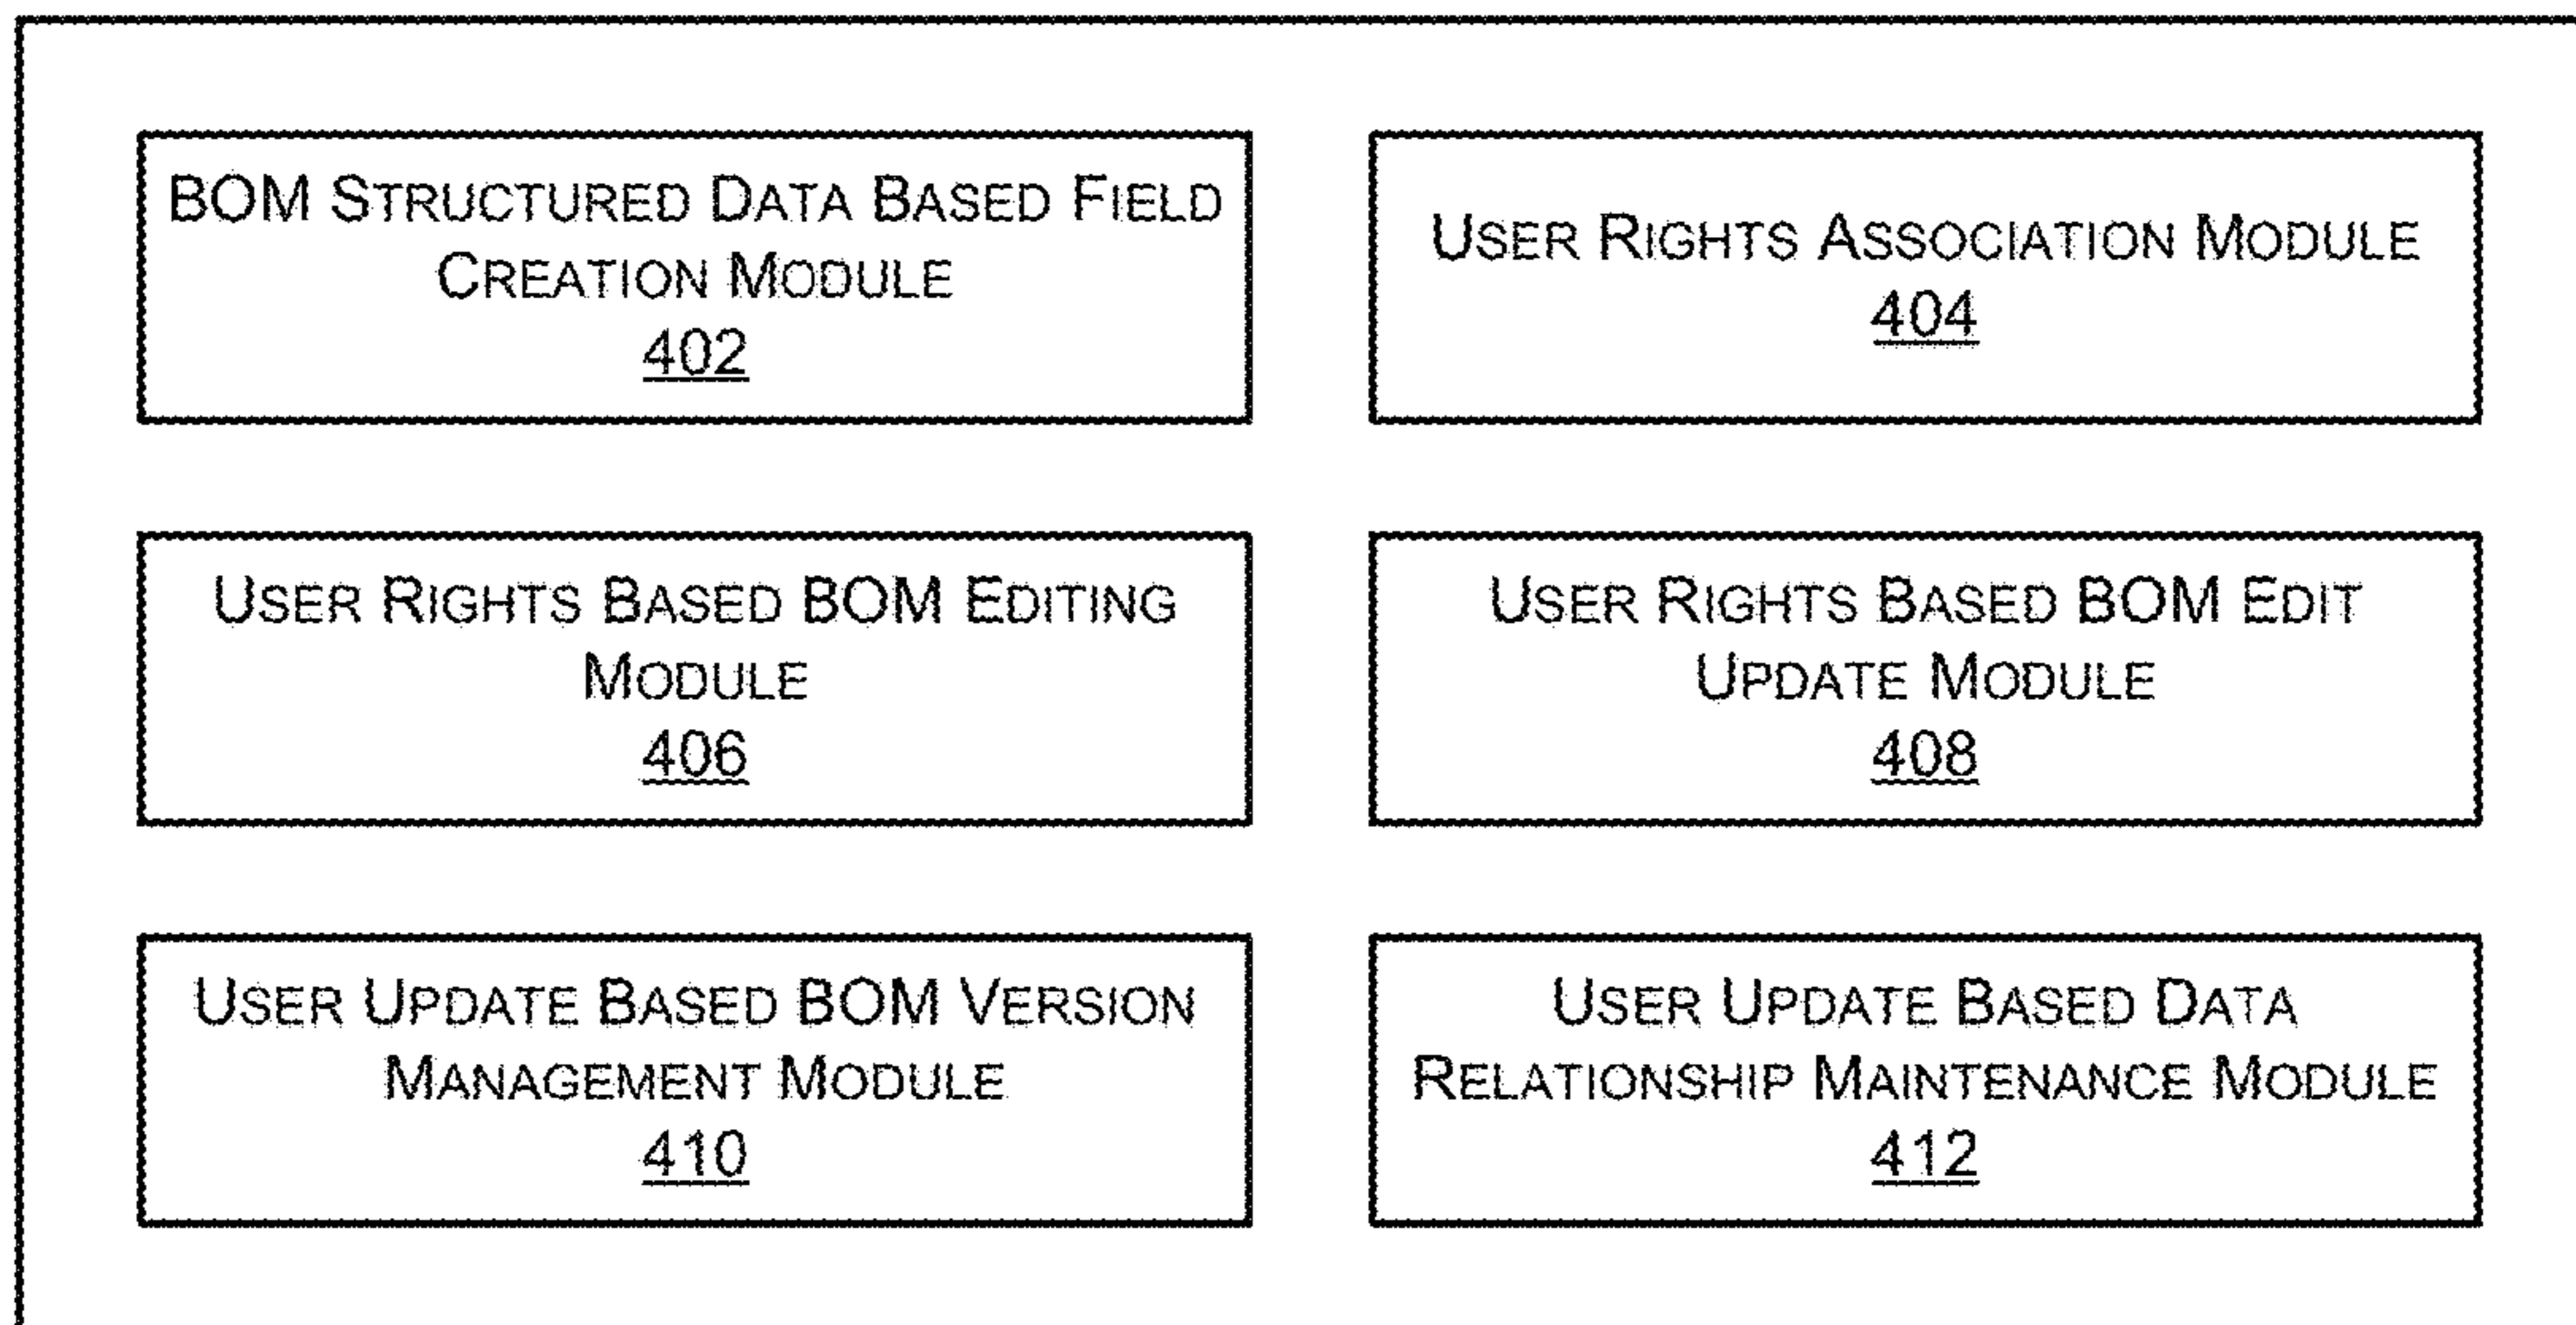 BOM STRUCTURED DATA BASED FIELD
CREATION MODULE
402
USER RIGHTS ASSOCIATION MODULE
404
USER RIGHTS BASED BOM EDITING
MODULE
406
USER RIGHTS BASED BOM EDIT
UPDATE MODULE
408
USER UPDATE BASED BOM VERSION
MANAGEMENT MODULE
410
USER UPDATE BASED DATA
RELATIONSHIP MAINTENANCE MODULE
412